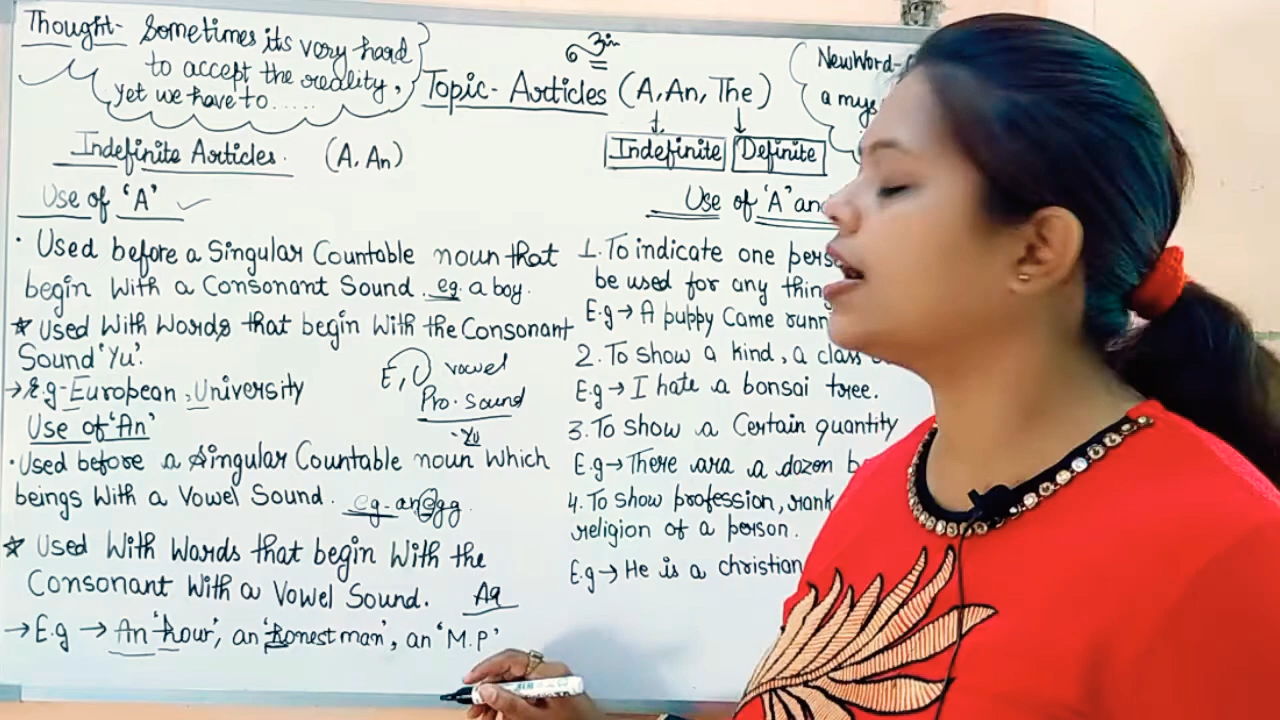 Thought- Sometimes its very hard
to accept the reality,
yet we have to.....
Topic- Articles (A, An, The)
Indefinite Definite
New Word-
a mys
Indefinite Articles. (A, An)
Use of 'A'
· Used before a Singular Countable noun that
begin With a Consonant Sound. eg. a boy.
* Used With Words that begin With the Consonant
Sound 'Yu'.
→ E.g- European, University
E, U vowel
Pro. Sound
-Yu
Use of 'An'
· Used before a Singular Countable noun Which
beings With a Vowel Sound. eg- an egg.
* Used With Words that begin With the
Consonant With a Vowel Sound.
→ E.g → An 'hour', an 'honest man', an 'M.P'
Use of 'A' an
1. To indicate one pers
be used for any thin
E.g → A puppy Came runn
2. To show a kind, a class
E.g → I hate a bonsai tree.
3. To show a Certain quantity
E.g → There ara a dozen b
4. To show profession, rank
religion of a person.
E.g → He is a christian